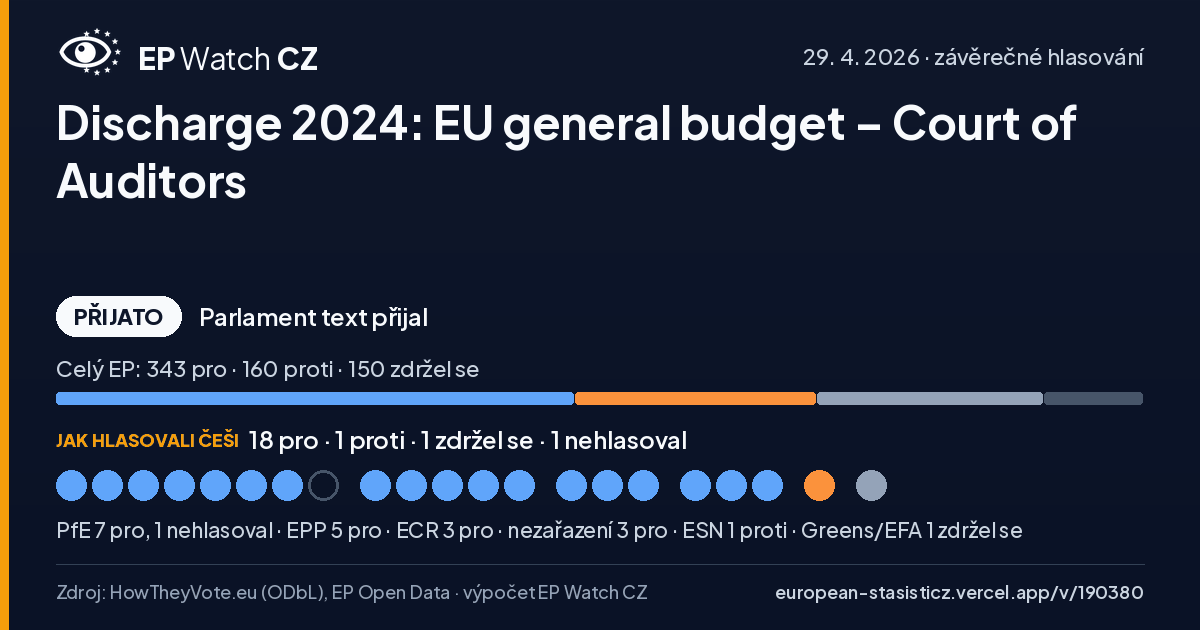 EP Watch CZ
29. 4. 2026 · závěrečné hlasování
Discharge 2024: EU general budget – Court of
Auditors
PŘIJATO Parlament text přijal
Celý EP: 343 pro · 160 proti · 150 zdržel se
JAK HLASOVALI ČEŠI 18 pro · 1 proti · 1 zdržel se · 1 nehlasoval
PfE 7 pro, 1 nehlasoval · EPP 5 pro · ECR 3 pro · nezařazení 3 pro · ESN 1 proti · Greens/EFA 1 zdržel se
Zdroj: HowTheyVote.eu (ODbL), EP Open Data · výpočet EP Watch CZ
european-stasisticz.vercel.app/v/190380